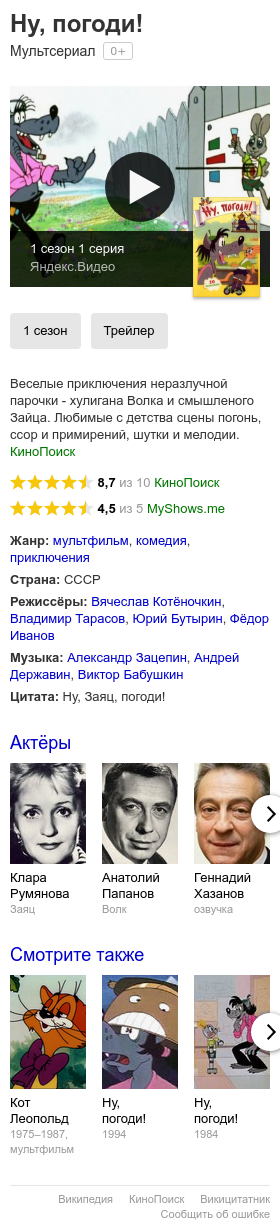 Ну, погоди!
Мультсериал 0+
Ну, погоди!
1 сезон 1 серия
Яндекс.Видео
1 сезон Трейлер
Веселые приключения неразлучной
парочки - хулигана Волка и смышленого
Зайца. Любимые с детства сцены погонь,
ссор и примирений, шутки и мелодии.
КиноПоиск
8,7 из 10 КиноПоиск
4,5 из 5 MyShows.me
Жанр: мультфильм, комедия,
приключения
Страна: СССР
Режиссёры: Вячеслав Котёночкин,
Владимир Тарасов, Юрий Бутырин, Фёдор
Иванов
Музыка: Александр Зацепин, Андрей
Державин, Виктор Бабушкин
Цитата: Ну, Заяц, погоди!
Актёры
Клара
Румянова
Заяц
Анатолий
Папанов
Волк
Геннадий
Хазанов
озвучка
Смотрите также
Кот
Леопольд
1975–1987,
мультфильм
Ну,
погоди!
1994
Ну,
погоди!
1984
Википедия КиноПоиск Викицитатник
Сообщить об ошибке